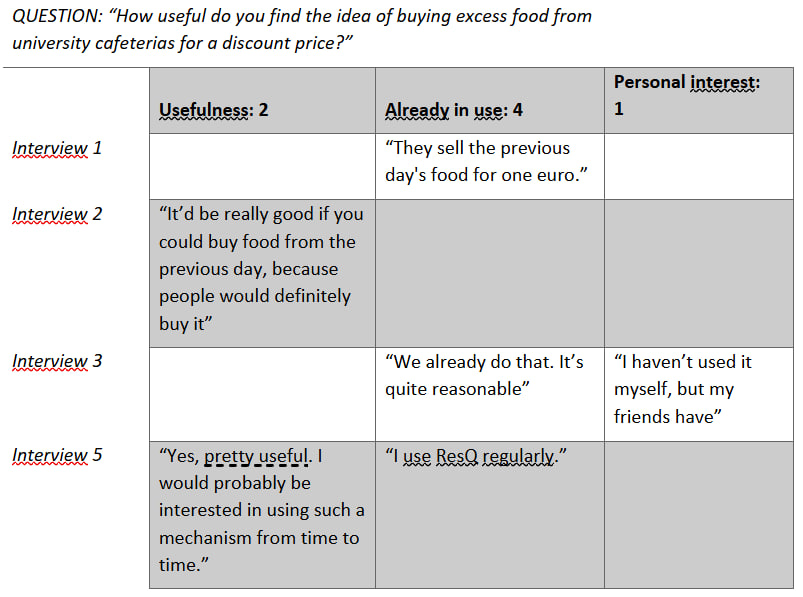 QUESTION: “How useful do you find the idea of buying excess food from
university cafeterias for a discount price?”
Usefulness: 2
Already in use: 4
Personal interest:
1
Interview 1
“They sell the previous
day's food for one euro.”
Interview 2
“It’d be really good if you
could buy food from the
previous day, because
people would definitely
buy it”
Interview 3
“We already do that. It’s
quite reasonable”
“I haven’t used it
myself, but my
friends have”
Interview 5
“Yes, pretty useful. I
would probably be
interested in using such a
mechanism from time to
time.”
“I use ResQ regularly.”